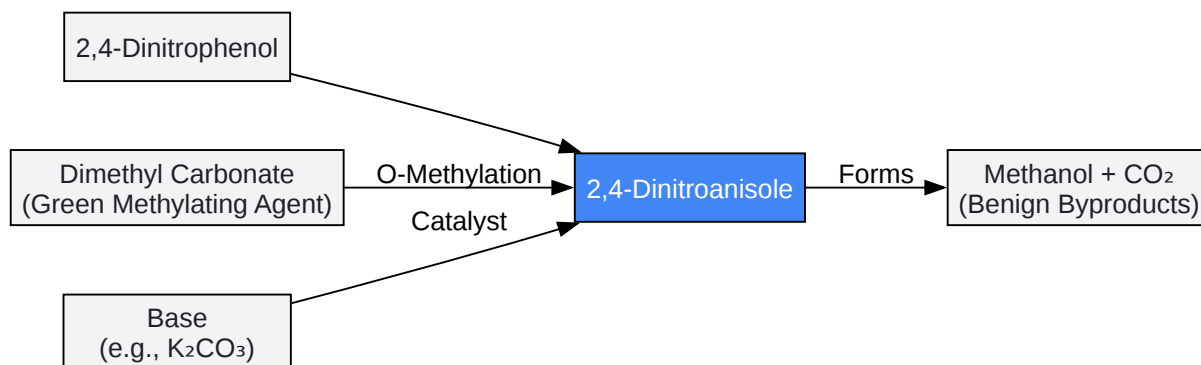 2,4-Dinitrophenol
Dimethyl Carbonate
(Green Methylating Agent)
O-Methylation
2,4-Dinitroanisole
Forms
Methanol + CO₂
(Benign Byproducts)
Catalyst
Base
(e.g., K₂CO₃)